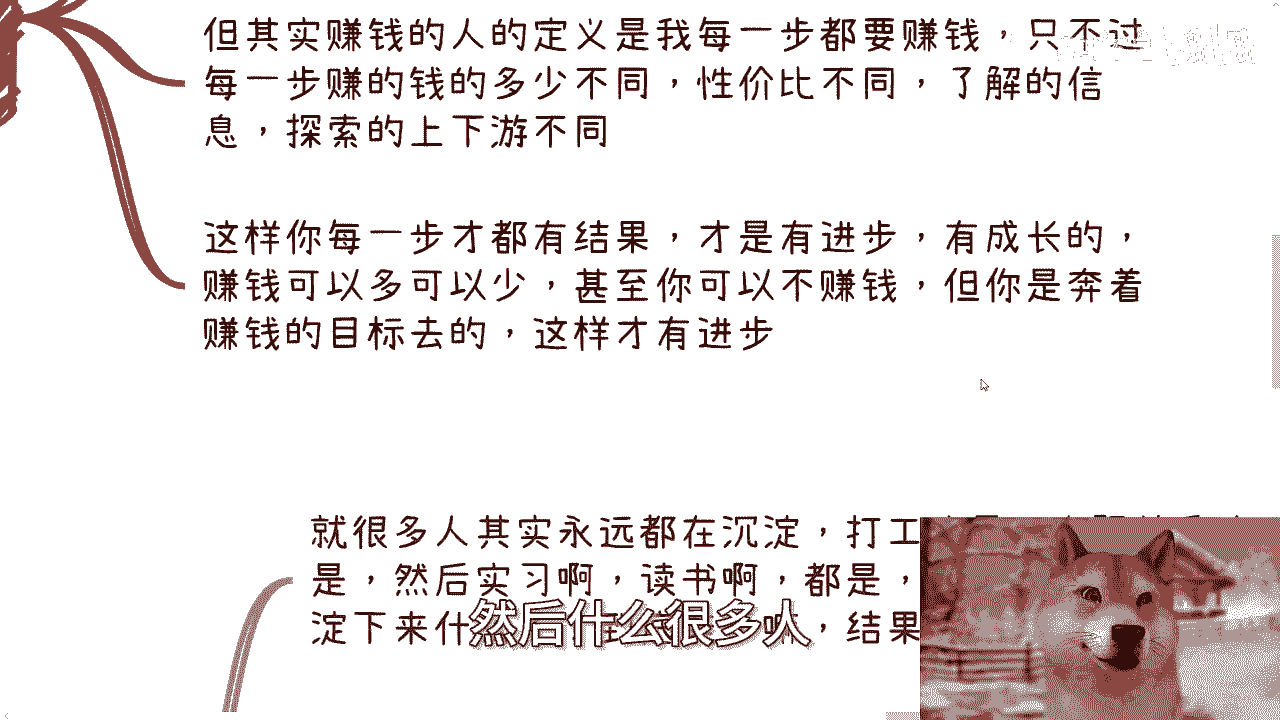 但其实赚钱的人的定义是我每一步都要赚钱，只不过
每一步赚的钱的多少不同，性价比不同，了解的信
息，探索的上下游不同
这样你每一步才都有结果，才是有进步，有成长的，
赚钱可以多可以少，甚至你可以不赚钱，但你是奔着
赚钱的目标去的，这样才有进步
就很多人其实永远都在沉淀，打工
是，然后实习啊，读书啊，都是，
淀下来什
，结果
然后什么很多人